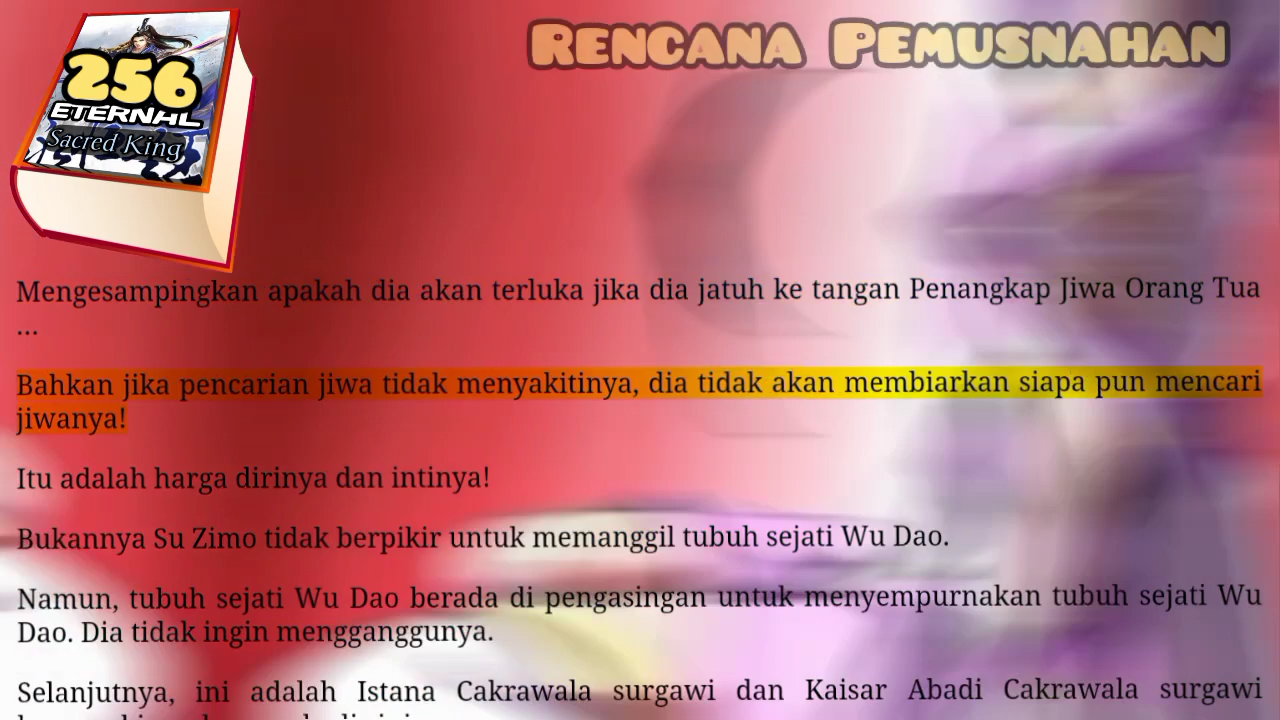 Rencana Pemusnahan
256
ETERNAL
Sacred King
Mengesampingkan apakah dia akan terluka jika dia jatuh ke tangan Penangkap Jiwa Orang Tua
...
Bahkan jika pencarian jiwa tidak menyakitinya, dia tidak akan membiarkan siapa pun mencari
jiwanya!
Itu adalah harga dirinya dan intinya!
Bukannya Su Zimo tidak berpikir untuk memanggil tubuh sejati Wu Dao.
Namun, tubuh sejati Wu Dao berada di pengasingan untuk menyempurnakan tubuh sejati Wu
Dao. Dia tidak ingin mengganggunya.
Selanjutnya, ini adalah Istana Cakrawala surgawi dan Kaisar Abadi Cakrawala surgawi